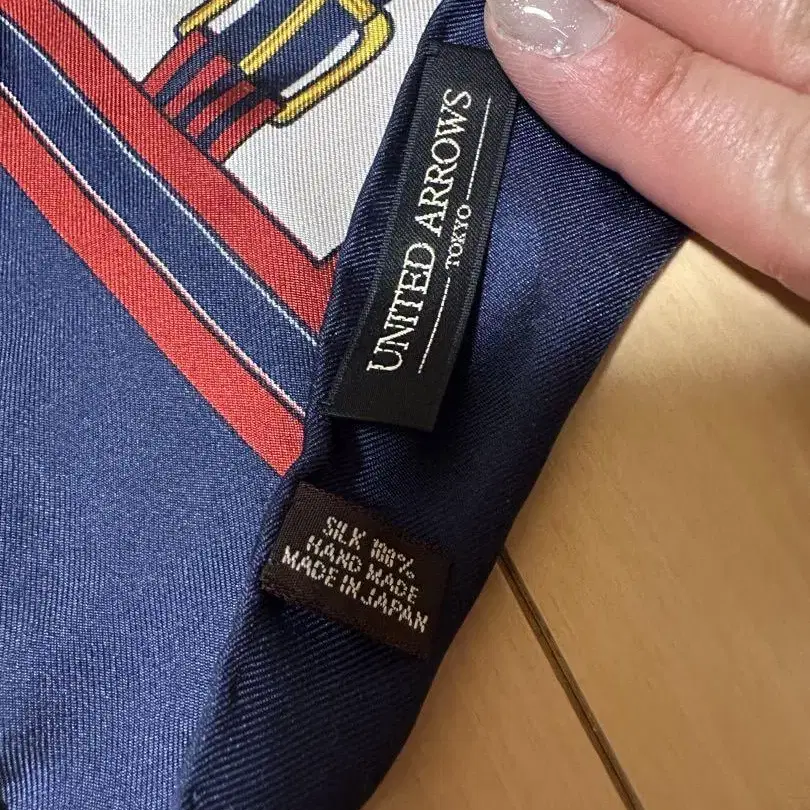 UNITED ARROWS
TOKYO
SILK 100%
HAND MADE
MADE IN JAPAN